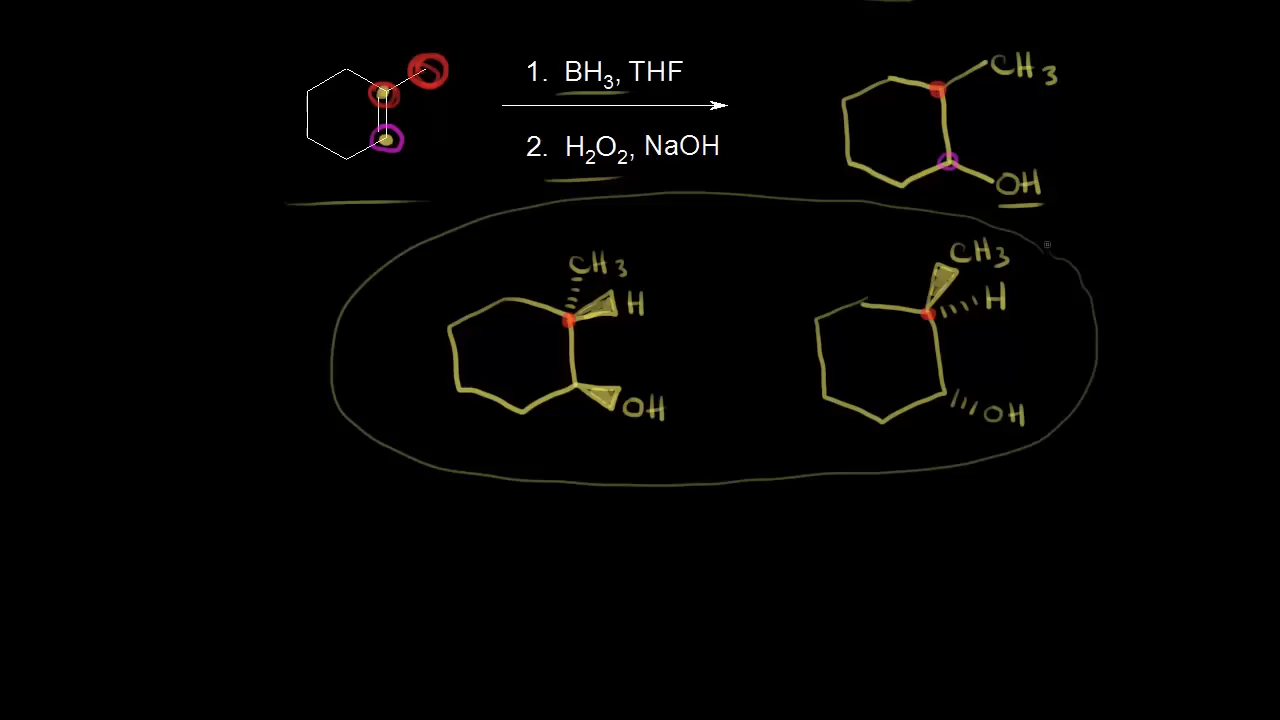 1. BH₃, THF
2. H₂O₂, NaOH
CH₃
OH
CH₃
H
OH
CH₃
H
OH